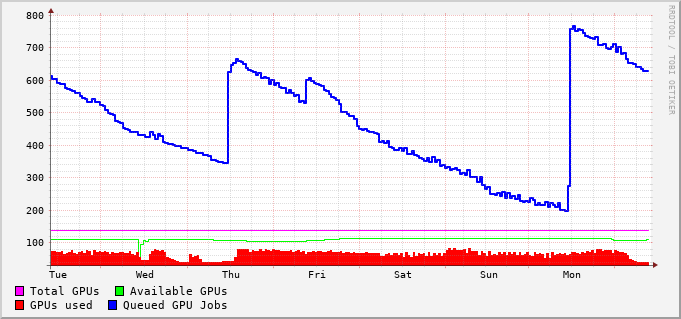 800
700
600
500
400
300
200
100
Tue Wed Thu Fri Sat Sun Mon
Total GPUs Available GPUs
GPUs used Queued GPU Jobs
RRDTOOL / TOBI OETIKER